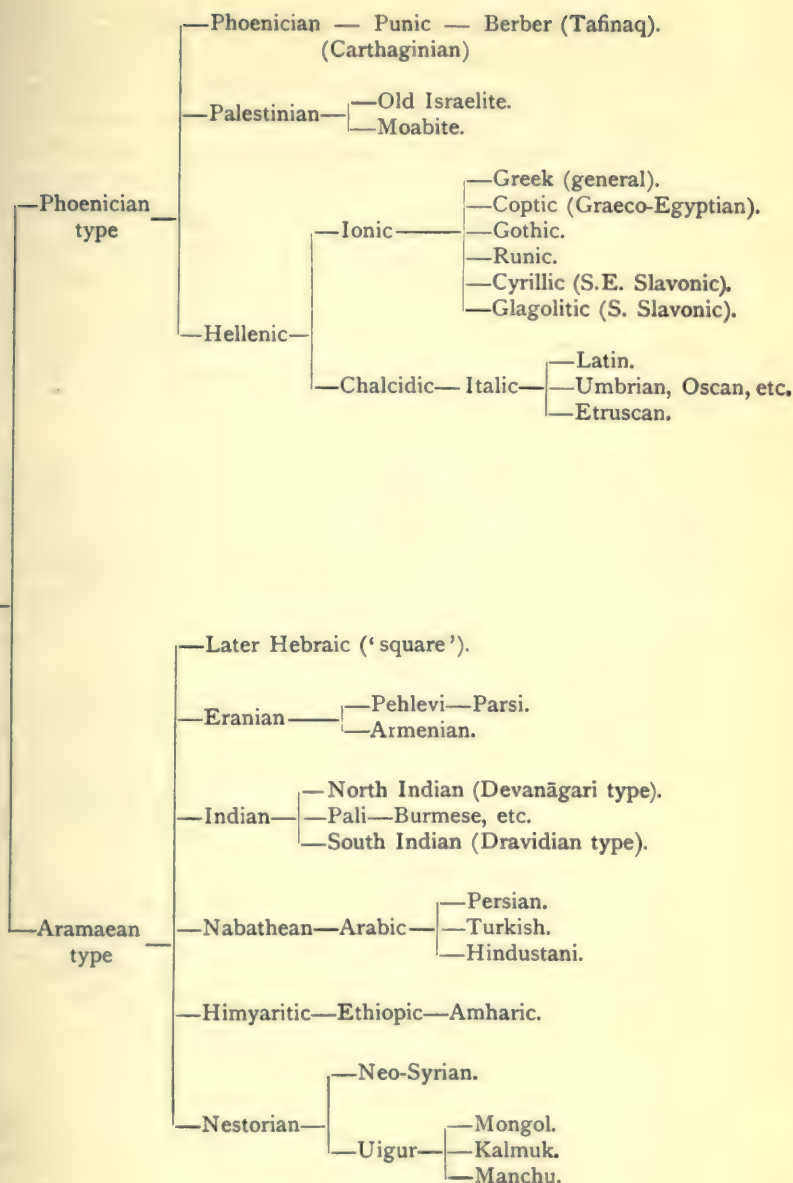 —Phoenician — Punic — Berber (Tafinaq).
(Carthaginian)
—Old Israelite.
—Palestinian—
—Moabite.
—Phoenician
type
—Greek (general).
—Coptic (Graeco-Egyptian).
—Ionic—
—Gothic.
—Runic.
—Cyrillic (S.E. Slavonic).
—Glagolitic (S. Slavonic).
—Hellenic—
—Latin.
—Chalcidic— Italic—
—Umbrian, Oscan, etc.
—Etruscan.
—Later Hebraic (‘square’).
—Pehlevi—Parsi.
—Eranian—
—Armenian.
—North Indian (Devanāgari type).
—Indian—
—Pali—Burmese, etc.
—South Indian (Dravidian type).
—Persian.
—Aramaean
type
—Nabathean—Arabic—
—Turkish.
—Hindustani.
—Himyaritic—Ethiopic—Amharic.
—Neo-Syrian.
—Nestorian—
—Mongol.
—Uigur—
—Kalmuk.
—Manchu.